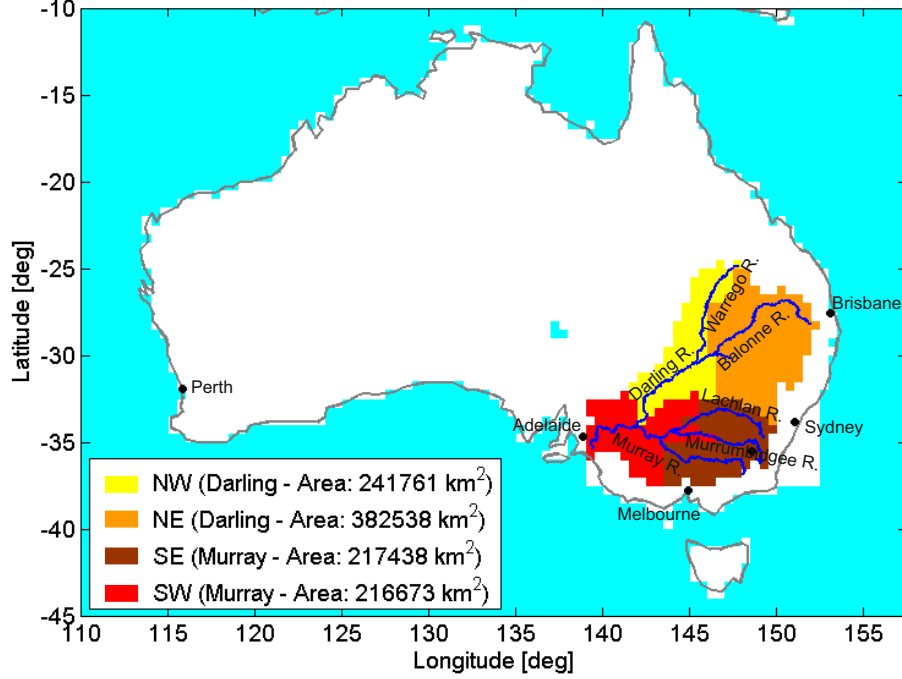 -10
-15
-20
-25
-30
-35
-40
-45
Latitude [deg]
Warrego R.
Brisbane
Balonne R.
Darling R.
Perth
Lachlan R.
Adelaide
Sydney
Murray R.
Murrumbidgee R.
Melbourne
NW (Darling - Area: 241761 km²)
NE (Darling - Area: 382538 km²)
SE (Murray - Area: 217438 km²)
SW (Murray - Area: 216673 km²)
110 115 120 125 130 135 140 145 150 155
Longitude [deg]